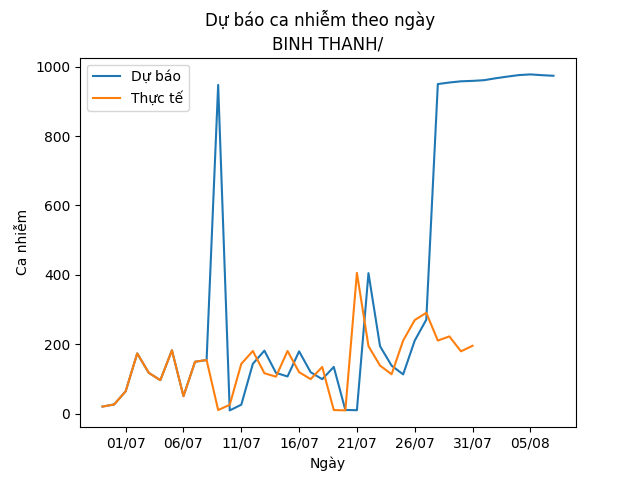 Dự báo ca nhiễm theo ngày
BINH THANH/
Dự báo
Thực tế
1000
800
600
400
200
0
Ca nhiễm
01/07 06/07 11/07 16/07 21/07 26/07 31/07 05/08
Ngày